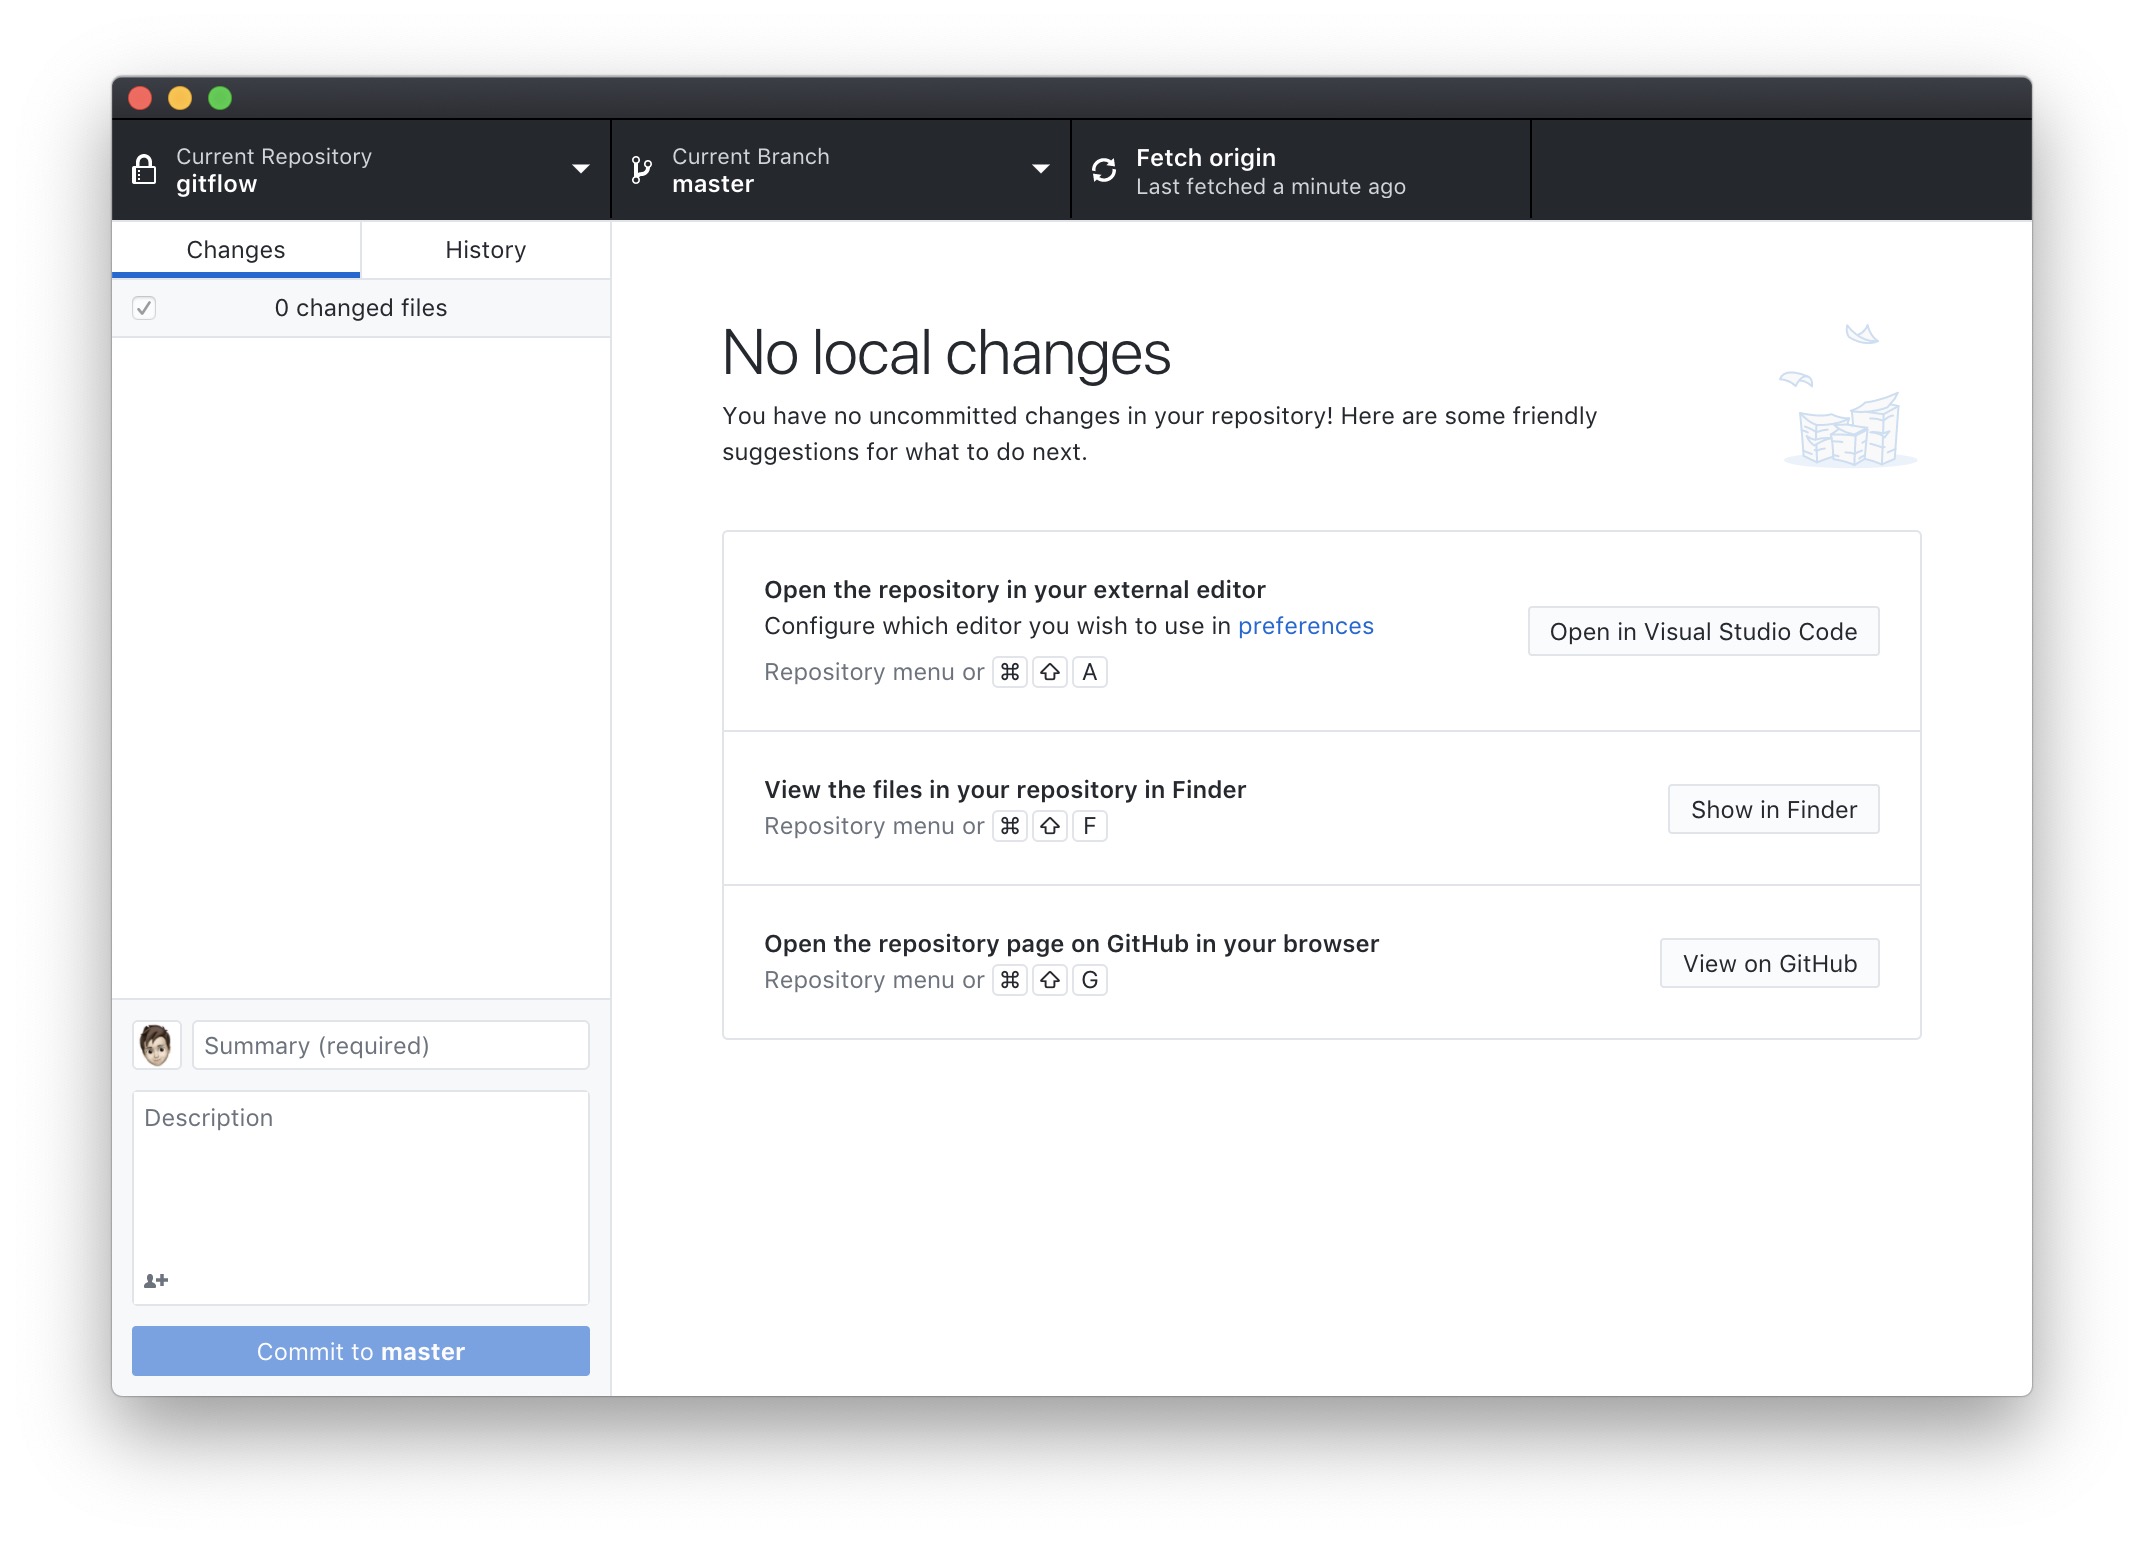 Current Repository
gitflow
Current Branch
master
Fetch origin
Last fetched a minute ago
Changes
History
0 changed files
No local changes
You have no uncommitted changes in your repository! Here are some friendly
suggestions for what to do next.
Open the repository in your external editor
Configure which editor you wish to use in preferences
Repository menu or ⌘ ⇧ A
Open in Visual Studio Code
View the files in your repository in Finder
Repository menu or ⌘ ⇧ F
Show in Finder
Open the repository page on GitHub in your browser
Repository menu or ⌘ ⇧ G
View on GitHub
Summary (required)
Description
Commit to master